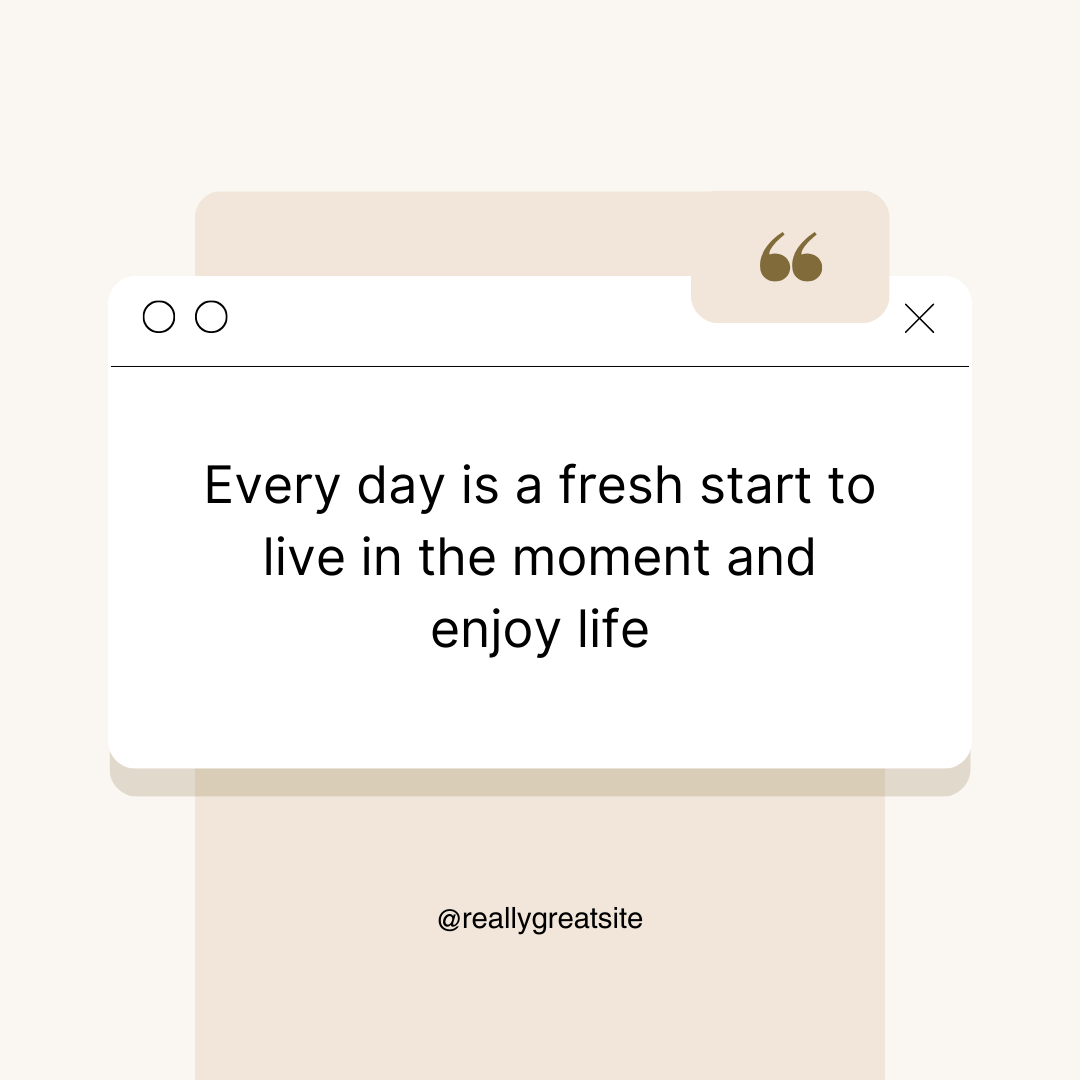 “
Every day is a fresh start to
live in the moment and
enjoy life
@reallygreatsite